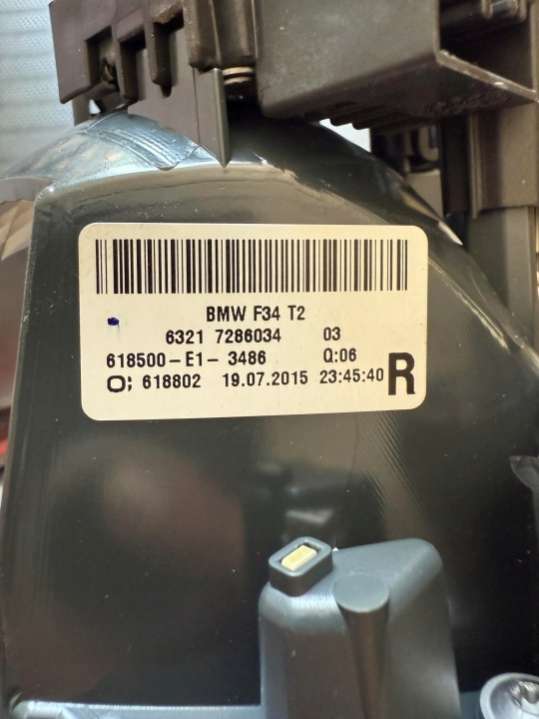 BMW F34 T2
6321 7286034 03
618500-E1- 3486 Q:06
O; 618802 19.07.2015 23:45:40 R